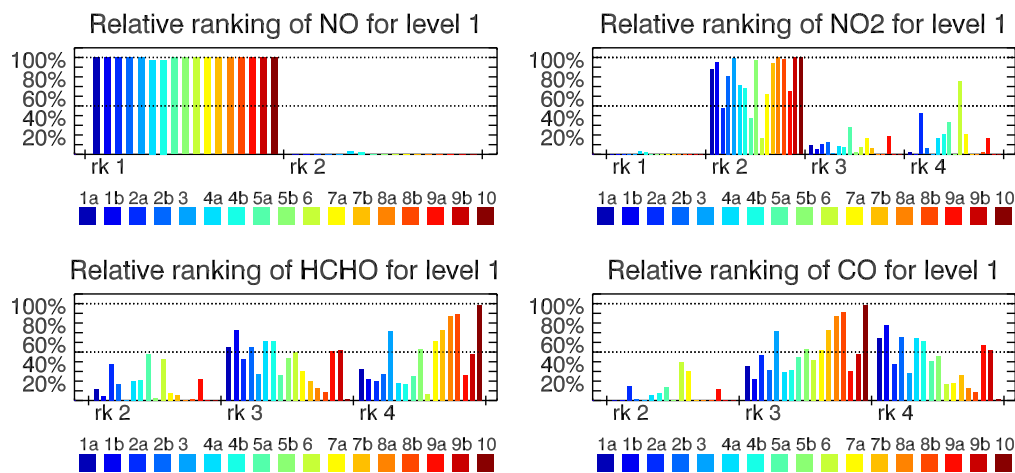 Relative ranking of NO for level 1
100%
80%
60%
40%
20%
rk 1 rk 2
1a 1b 2a 2b 3 4a 4b 5a 5b 6 7a 7b 8a 8b 9a 9b 10
Relative ranking of NO2 for level 1
100%
80%
60%
40%
20%
rk 1 rk 2 rk 3 rk 4
1a 1b 2a 2b 3 4a 4b 5a 5b 6 7a 7b 8a 8b 9a 9b 10
Relative ranking of HCHO for level 1
100%
80%
60%
40%
20%
rk 2 rk 3 rk 4
1a 1b 2a 2b 3 4a 4b 5a 5b 6 7a 7b 8a 8b 9a 9b 10
Relative ranking of CO for level 1
100%
80%
60%
40%
20%
rk 2 rk 3 rk 4
1a 1b 2a 2b 3 4a 4b 5a 5b 6 7a 7b 8a 8b 9a 9b 10